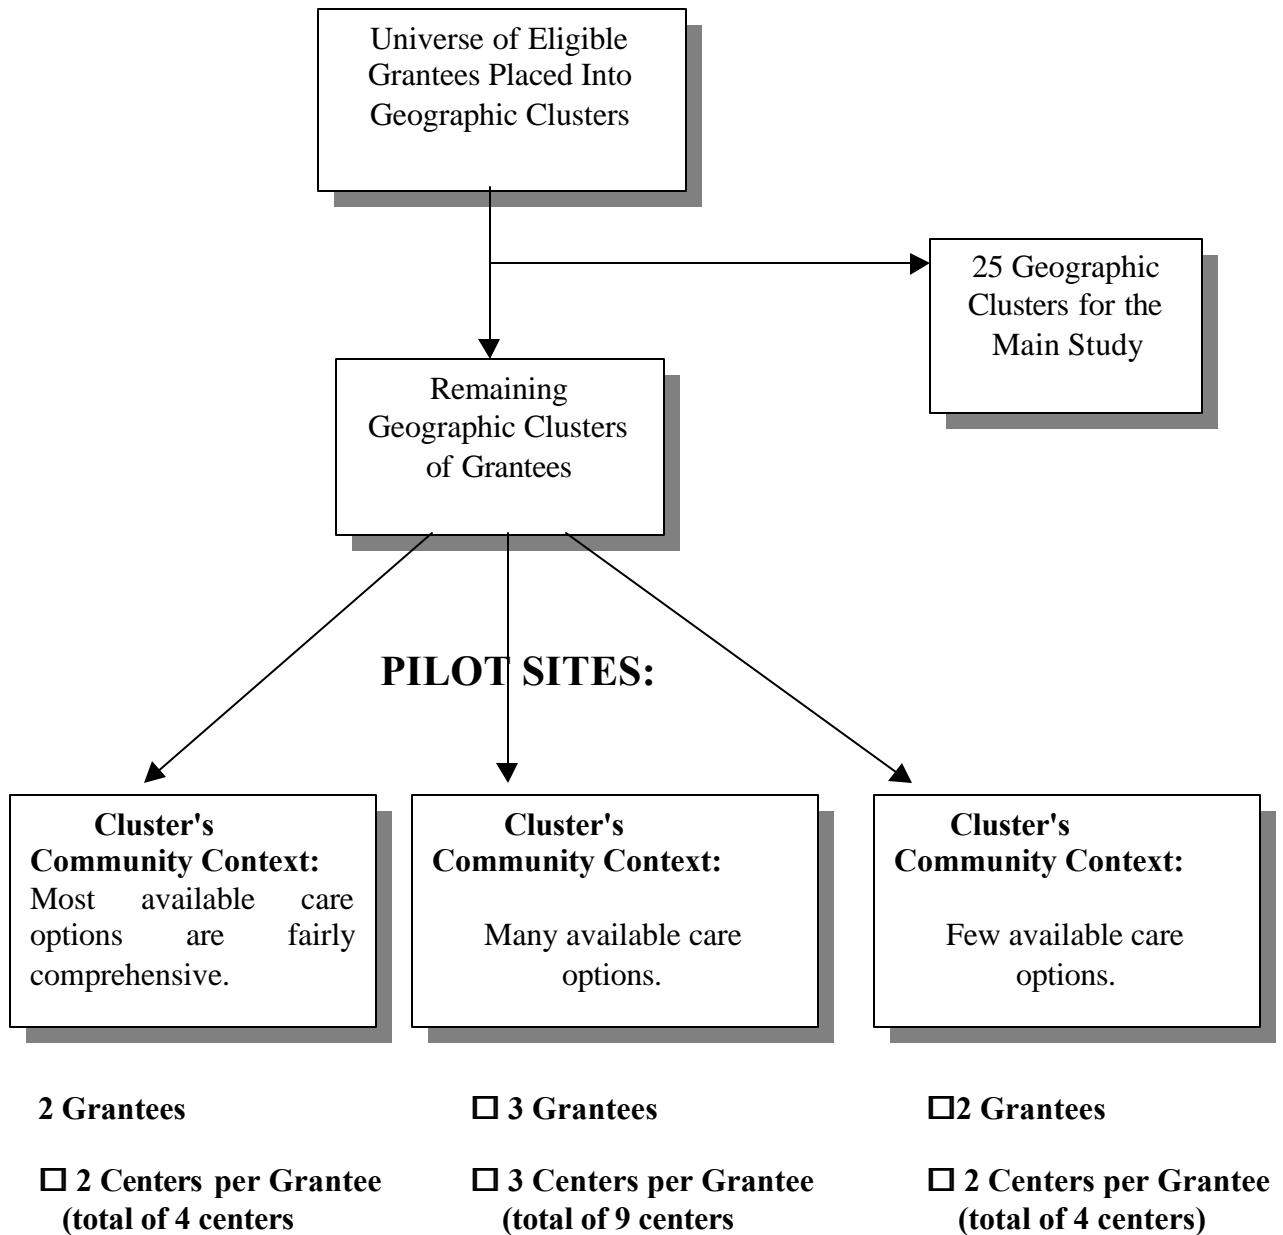 Universe of Eligible
Grantees Placed Into
Geographic Clusters
25 Geographic
Clusters for the
Main Study
Remaining
Geographic Clusters
of Grantees
PILOT SITES:
Cluster's
Community Context:
Most available care
options are fairly
comprehensive.
Cluster's
Community Context:
Many available care
options.
Cluster's
Community Context:
Few available care
options.
2 Grantees
☐ 2 Centers per Grantee
(total of 4 centers
☐ 3 Grantees
☐ 3 Centers per Grantee
(total of 9 centers
☐2 Grantees
☐ 2 Centers per Grantee
(total of 4 centers)